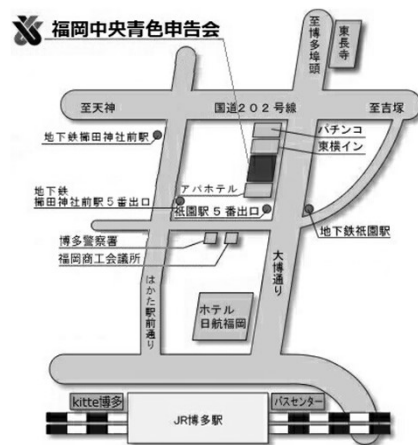 福岡中央青色申告会
至博多埠頭
東長寺
至天神
国道202号線
至吉塚
パチンコ
東横イン
地下鉄櫛田神社前駅
地下鉄
櫛田神社前駅5番出口
アパホテル
祇園駅5番出口
地下鉄祇園駅
博多警察署
福岡商工会議所
はかた駅前通り
大博通り
ホテル
日航福岡
kitte博多
バスセンター
JR博多駅